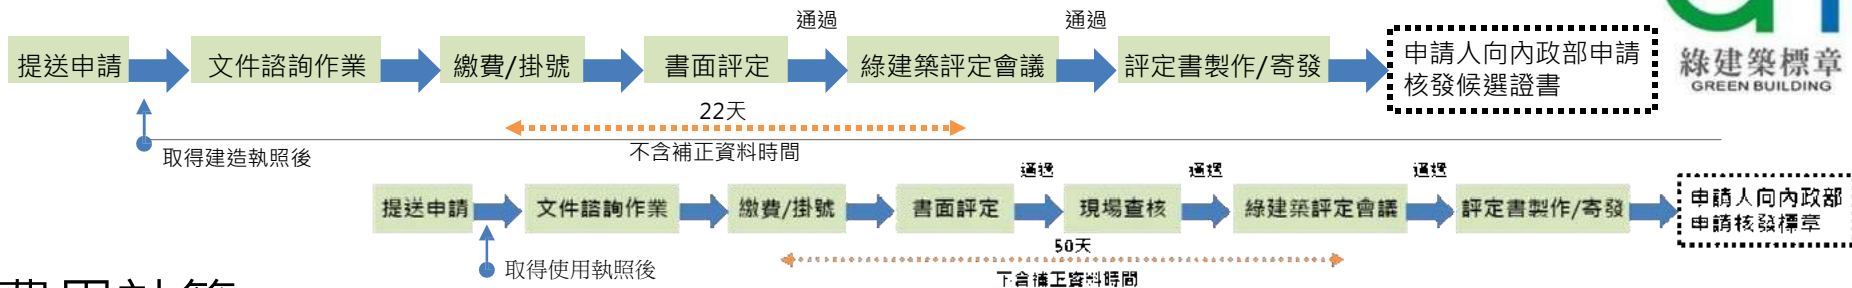 通過
通過
提送申請
文件諮詢作業
繳費/掛號
書面評定
綠建築評定會議
評定書製作/寄發
申請人向內政部申請
核發候選證書
綠建築標章
GREEN BUILDING
22天
不含補正資料時間
取得建造執照後
通過
通過
通過
提送申請
文件諮詢作業
繳費/掛號
書面評定
現場查核
綠建築評定會議
評定書製作/寄發
申請人向內政部
申請核發標章
50天
不含補正資料時間
取得使用執照後